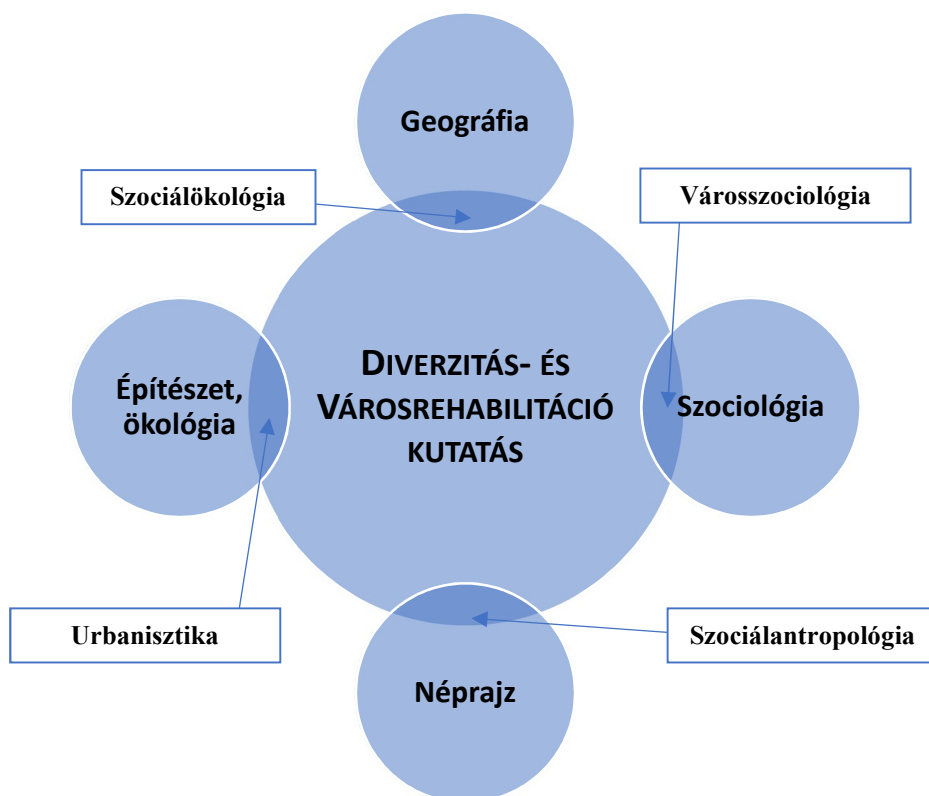 Geográfia
Szociálökológia
Városszociológia
DIVERZITÁS- ÉS
VÁROSREHABILITÁCIÓ
KUTATÁS
Építészet,
ökológia
Szociológia
Urbanisztika
Szociálantropológia
Néprajz